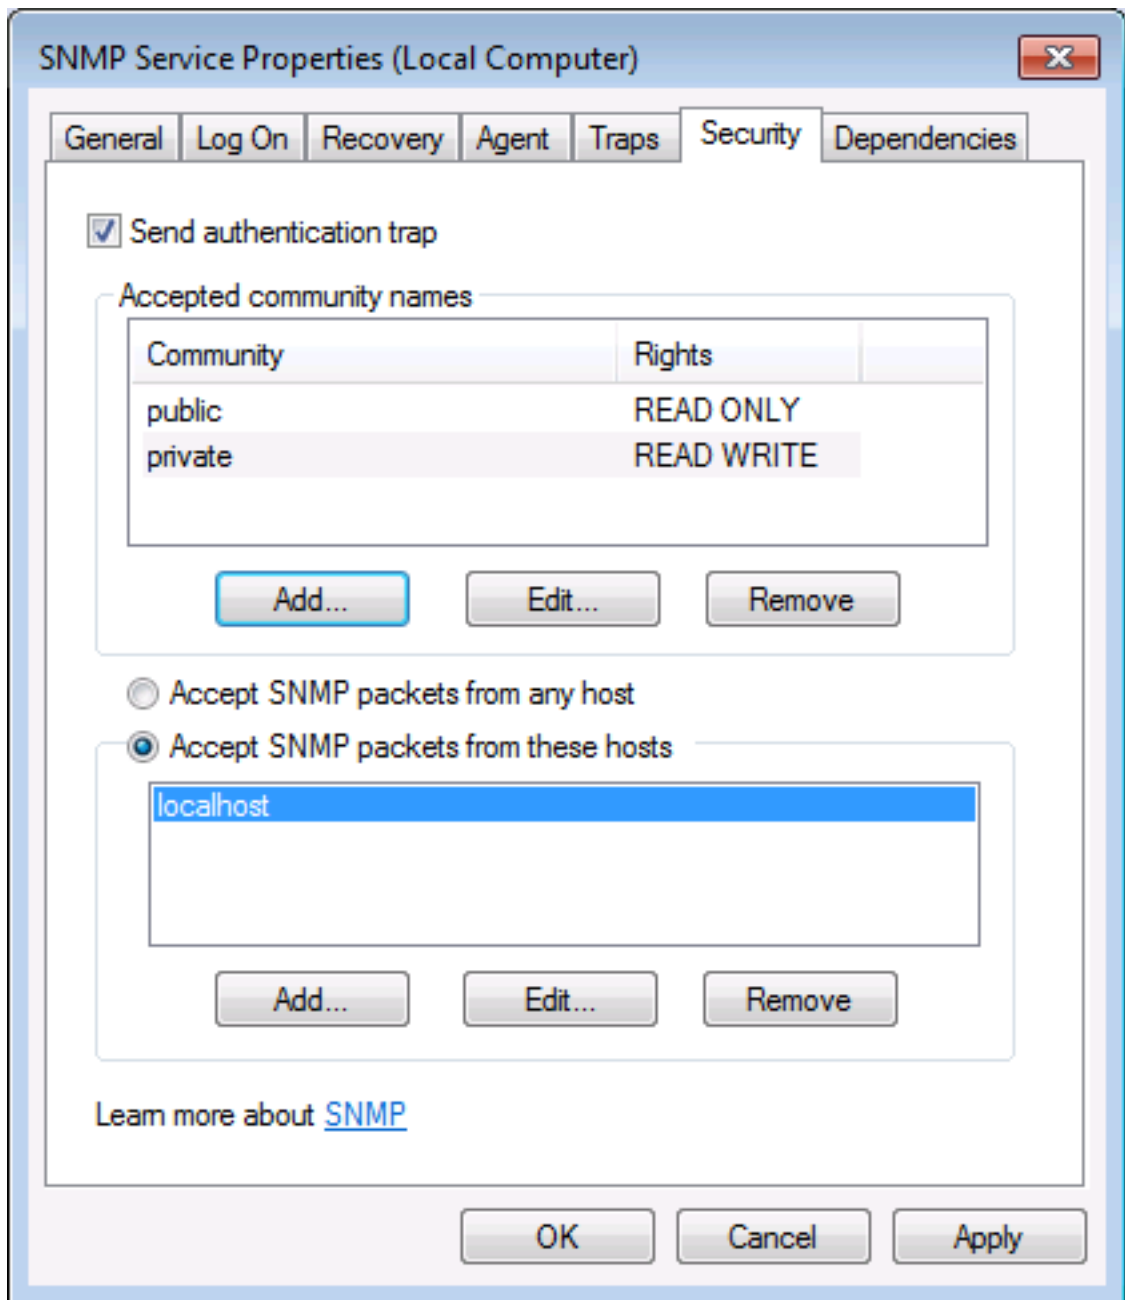 SNMP Service Properties (Local Computer)
General Log On Recovery Agent Traps Security Dependencies
Send authentication trap
Accepted community names
Community Rights
public READ ONLY
private READ WRITE
Add... Edit... Remove
Accept SNMP packets from any host
Accept SNMP packets from these hosts
localhost
Add... Edit... Remove
Learn more about SNMP
OK Cancel Apply